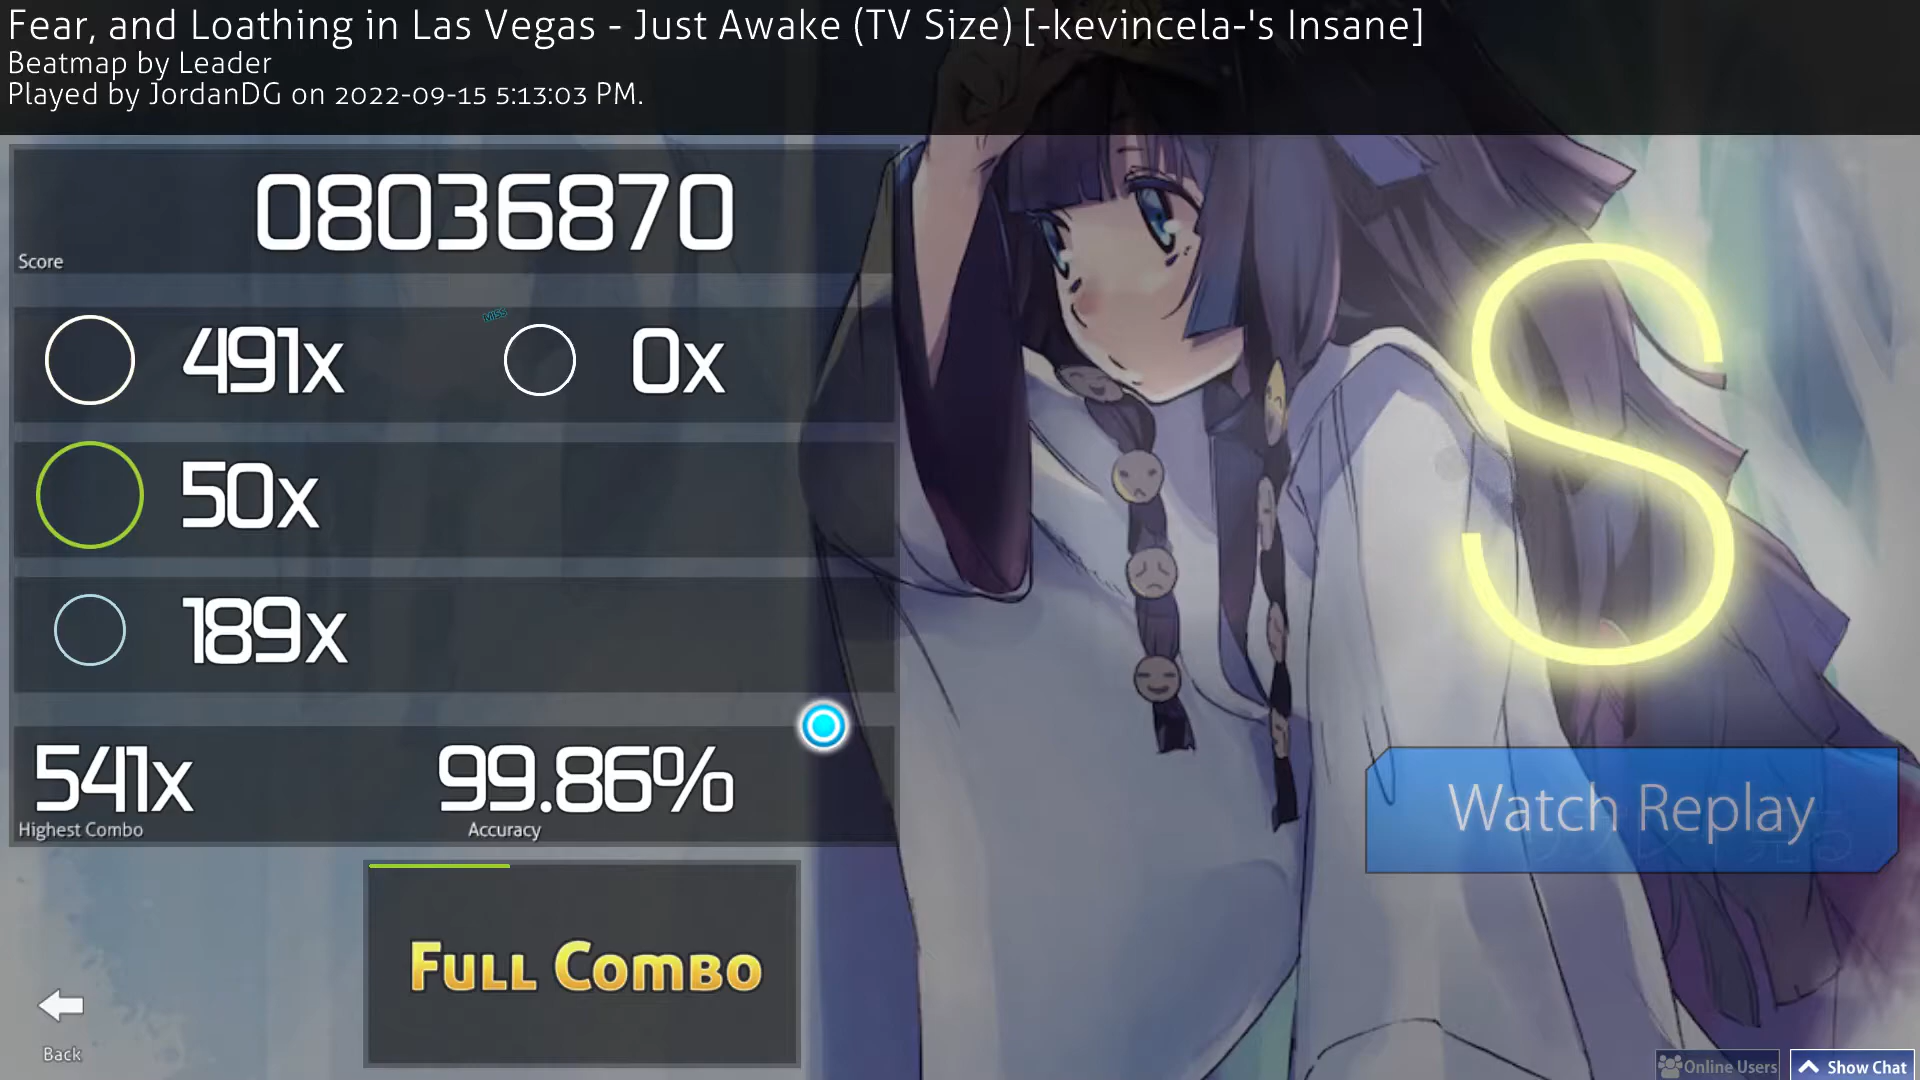 Fear, and Loathing in Las Vegas - Just Awake (TV Size) [-kevincela-'s Insane]
Beatmap by Leader
Played by JordanDG on 2022-09-15 5:13:03 PM.
08036870
Score
MISS
491x
0x
50x
189x
541x
99.86%
Highest Combo
Accuracy
Watch Replay
Full Combo
Back
Online Users
Show Chat